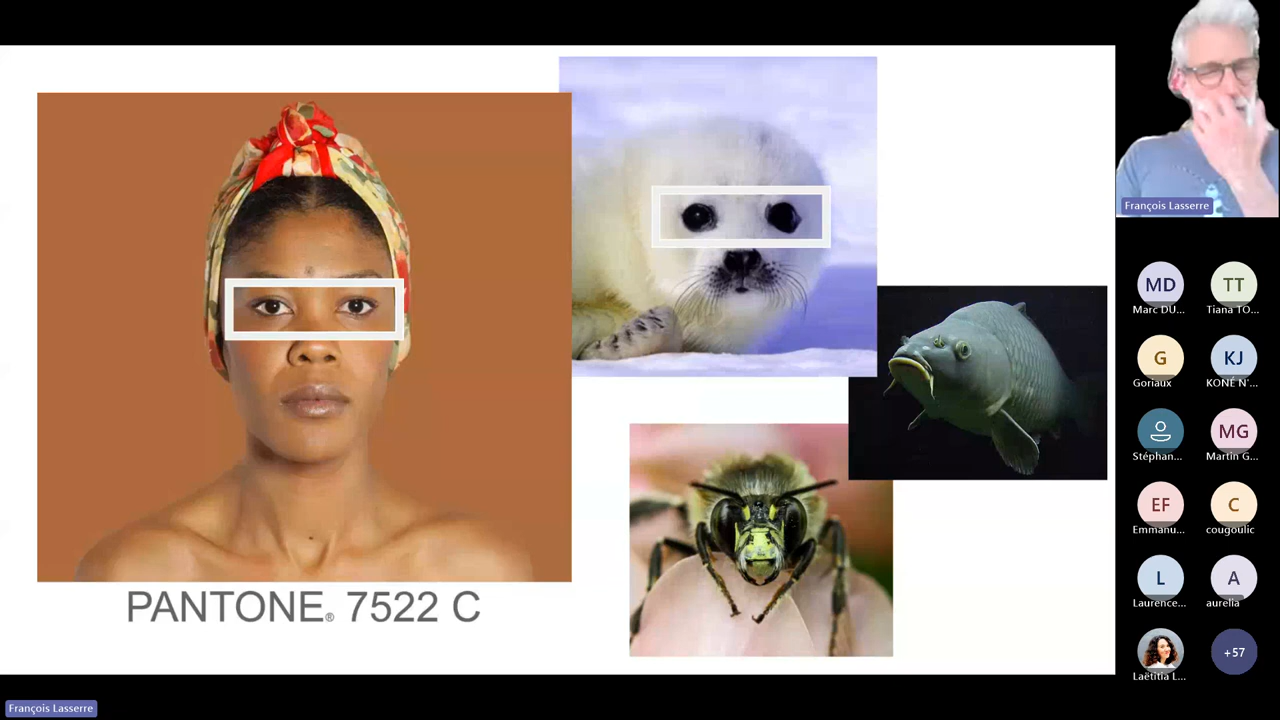 PANTONE® 7522 C
François Lasserre
MD
Marc DU...
TT
Tiana TO...
G
Goriaux
KJ
KONÉ N'...
Stéphan...
MG
Martin G...
EF
Emmanu...
C
cougoulic
L
Laurence...
A
aurelia
Laëtitia L...
+57
François Lasserre